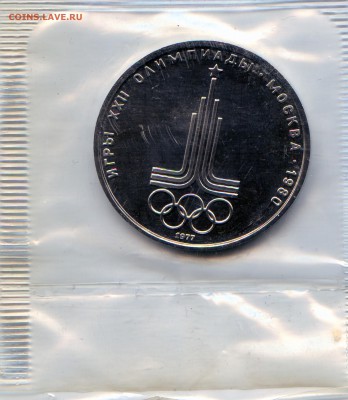 COINS.LAVE.RU
ИГРЫ XXII ОЛИМПИАДЫ · МОСКВА · 1980
1977